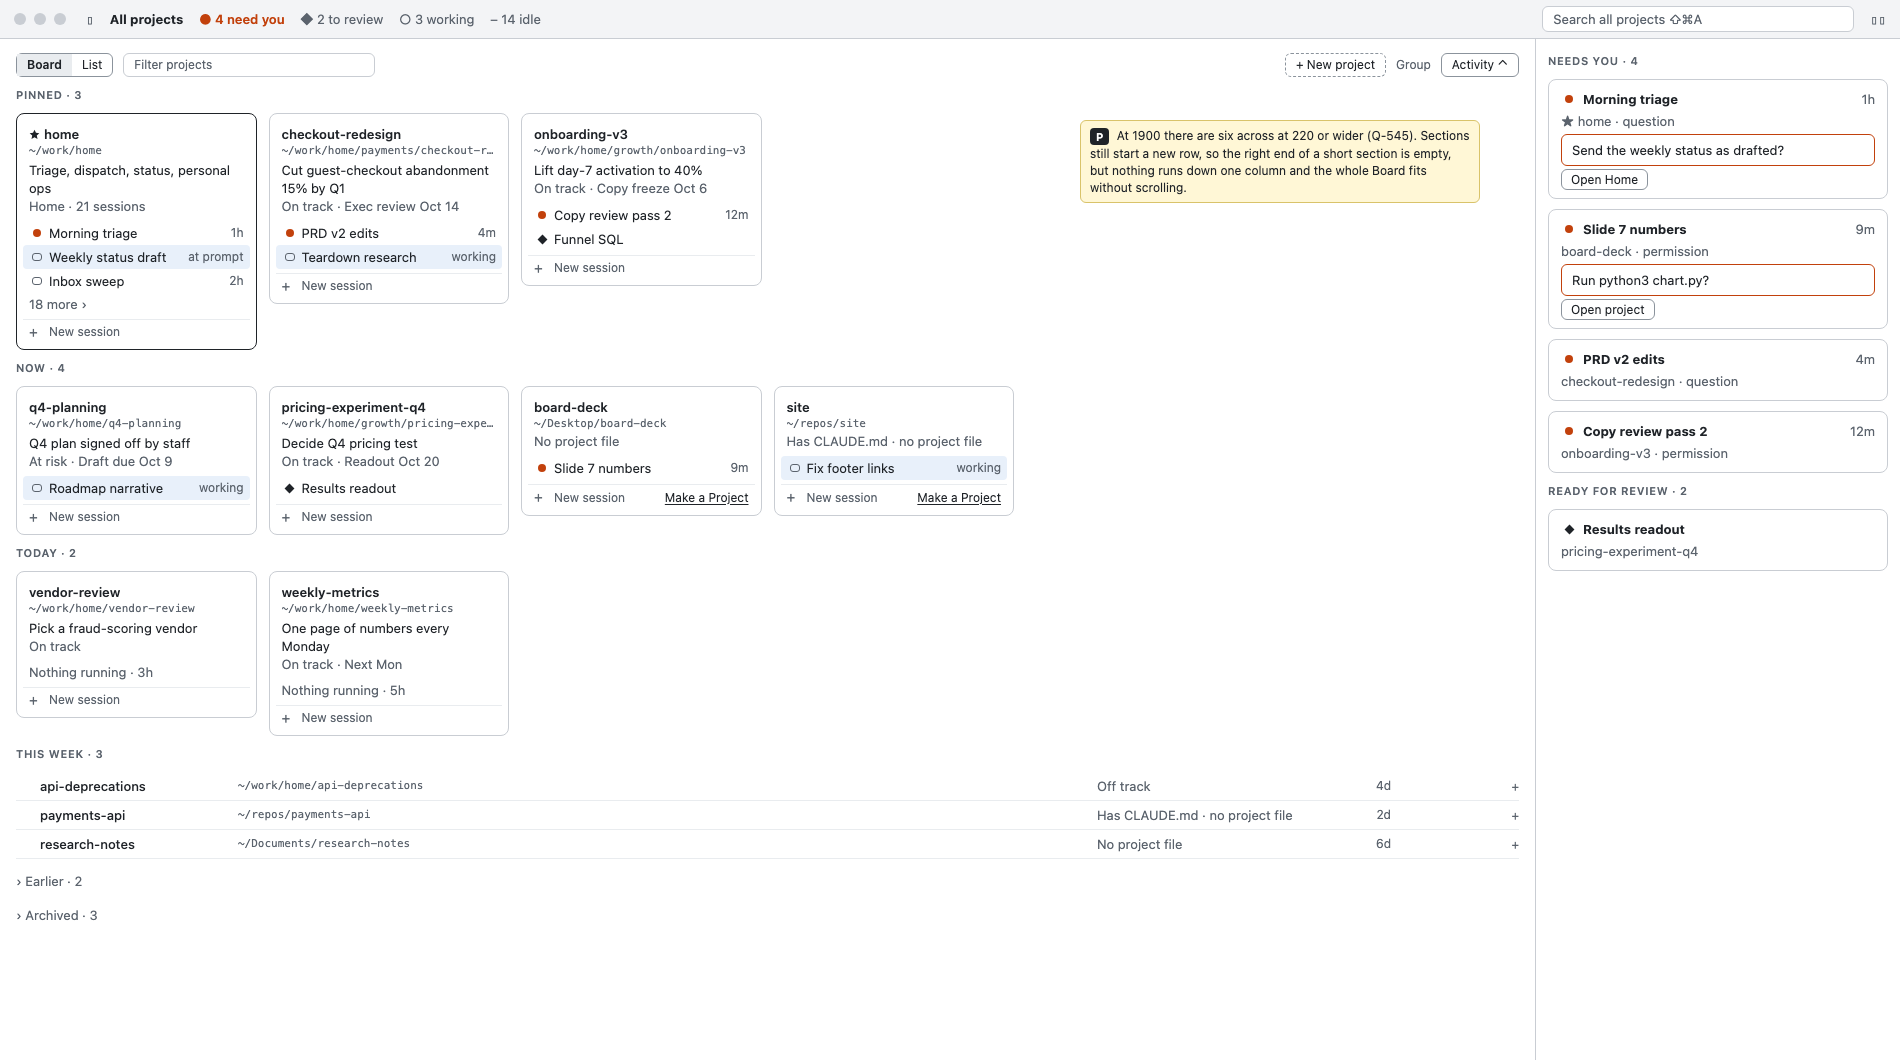 All projects 4 need you 2 to review 3 working – 14 idle Search all projects ⇧⌘A
Board List Filter projects + New project Group Activity
PINNED · 3
★ home
~/work/home
Triage, dispatch, status, personal
ops
Home · 21 sessions
Morning triage 1h
Weekly status draft at prompt
Inbox sweep 2h
18 more ›
+ New session
checkout-redesign
~/work/home/payments/checkout-r…
Cut guest-checkout abandonment
15% by Q1
On track · Exec review Oct 14
PRD v2 edits 4m
Teardown research working
+ New session
onboarding-v3
~/work/home/growth/onboarding-v3
Lift day-7 activation to 40%
On track · Copy freeze Oct 6
Copy review pass 2 12m
Funnel SQL
+ New session
P At 1900 there are six across at 220 or wider (Q-545). Sections
still start a new row, so the right end of a short section is empty,
but nothing runs down one column and the whole Board fits
without scrolling.
NOW · 4
q4-planning
~/work/home/q4-planning
Q4 plan signed off by staff
At risk · Draft due Oct 9
Roadmap narrative working
+ New session
pricing-experiment-q4
~/work/home/growth/pricing-expe…
Decide Q4 pricing test
On track · Readout Oct 20
Results readout
+ New session
board-deck
~/Desktop/board-deck
No project file
Slide 7 numbers 9m
+ New session Make a Project
site
~/repos/site
Has CLAUDE.md · no project file
Fix footer links working
+ New session Make a Project
TODAY · 2
vendor-review
~/work/home/vendor-review
Pick a fraud-scoring vendor
On track
Nothing running · 3h
+ New session
weekly-metrics
~/work/home/weekly-metrics
One page of numbers every
Monday
On track · Next Mon
Nothing running · 5h
+ New session
THIS WEEK · 3
api-deprecations ~/work/home/api-deprecations Off track 4d +
payments-api ~/repos/payments-api Has CLAUDE.md · no project file 2d +
research-notes ~/Documents/research-notes No project file 6d +
› Earlier · 2
› Archived · 3
NEEDS YOU · 4
Morning triage 1h
★ home · question
Send the weekly status as drafted?
Open Home
Slide 7 numbers 9m
board-deck · permission
Run python3 chart.py?
Open project
PRD v2 edits 4m
checkout-redesign · question
Copy review pass 2 12m
onboarding-v3 · permission
READY FOR REVIEW · 2
Results readout
pricing-experiment-q4